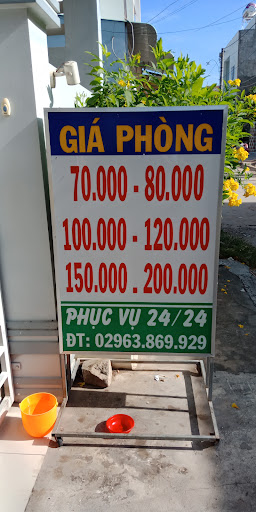 GIÁ PHÒNG
70.000 - 80.000
100.000 - 120.000
150.000 . 200.000
PHỤC VỤ 24/24
ĐT: 02963.869.929